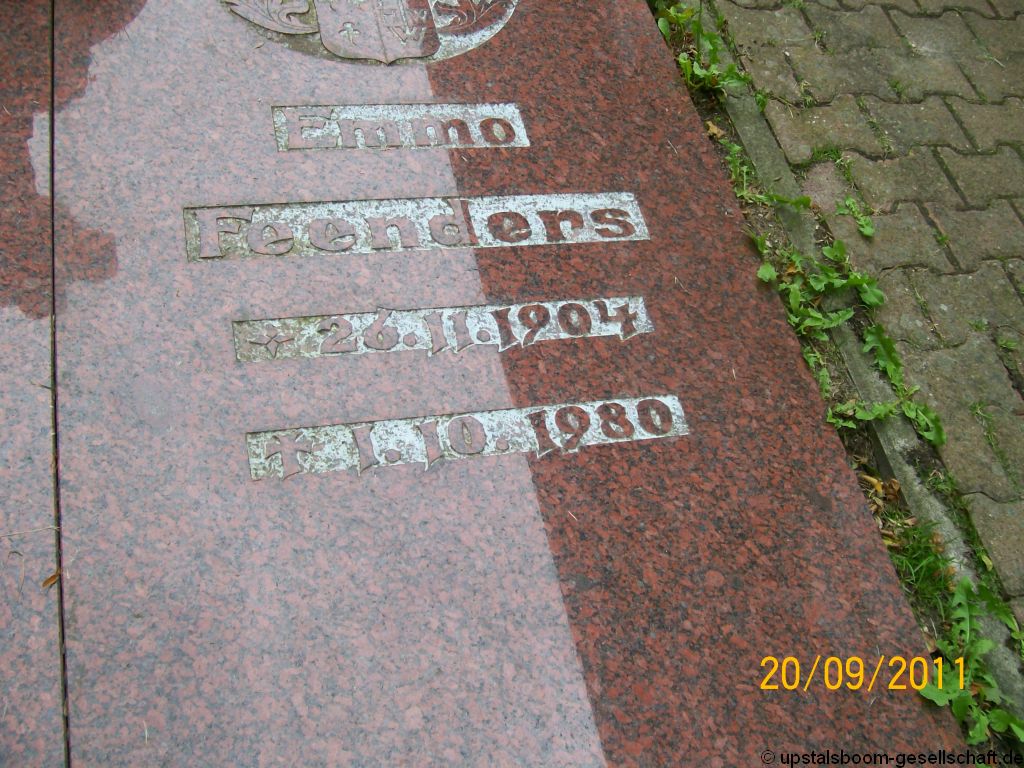 Emmo
Feenders
* 26.11.1904
† 1.10.1980
20/09/2011
© upstalsboom-gesellschaft.de